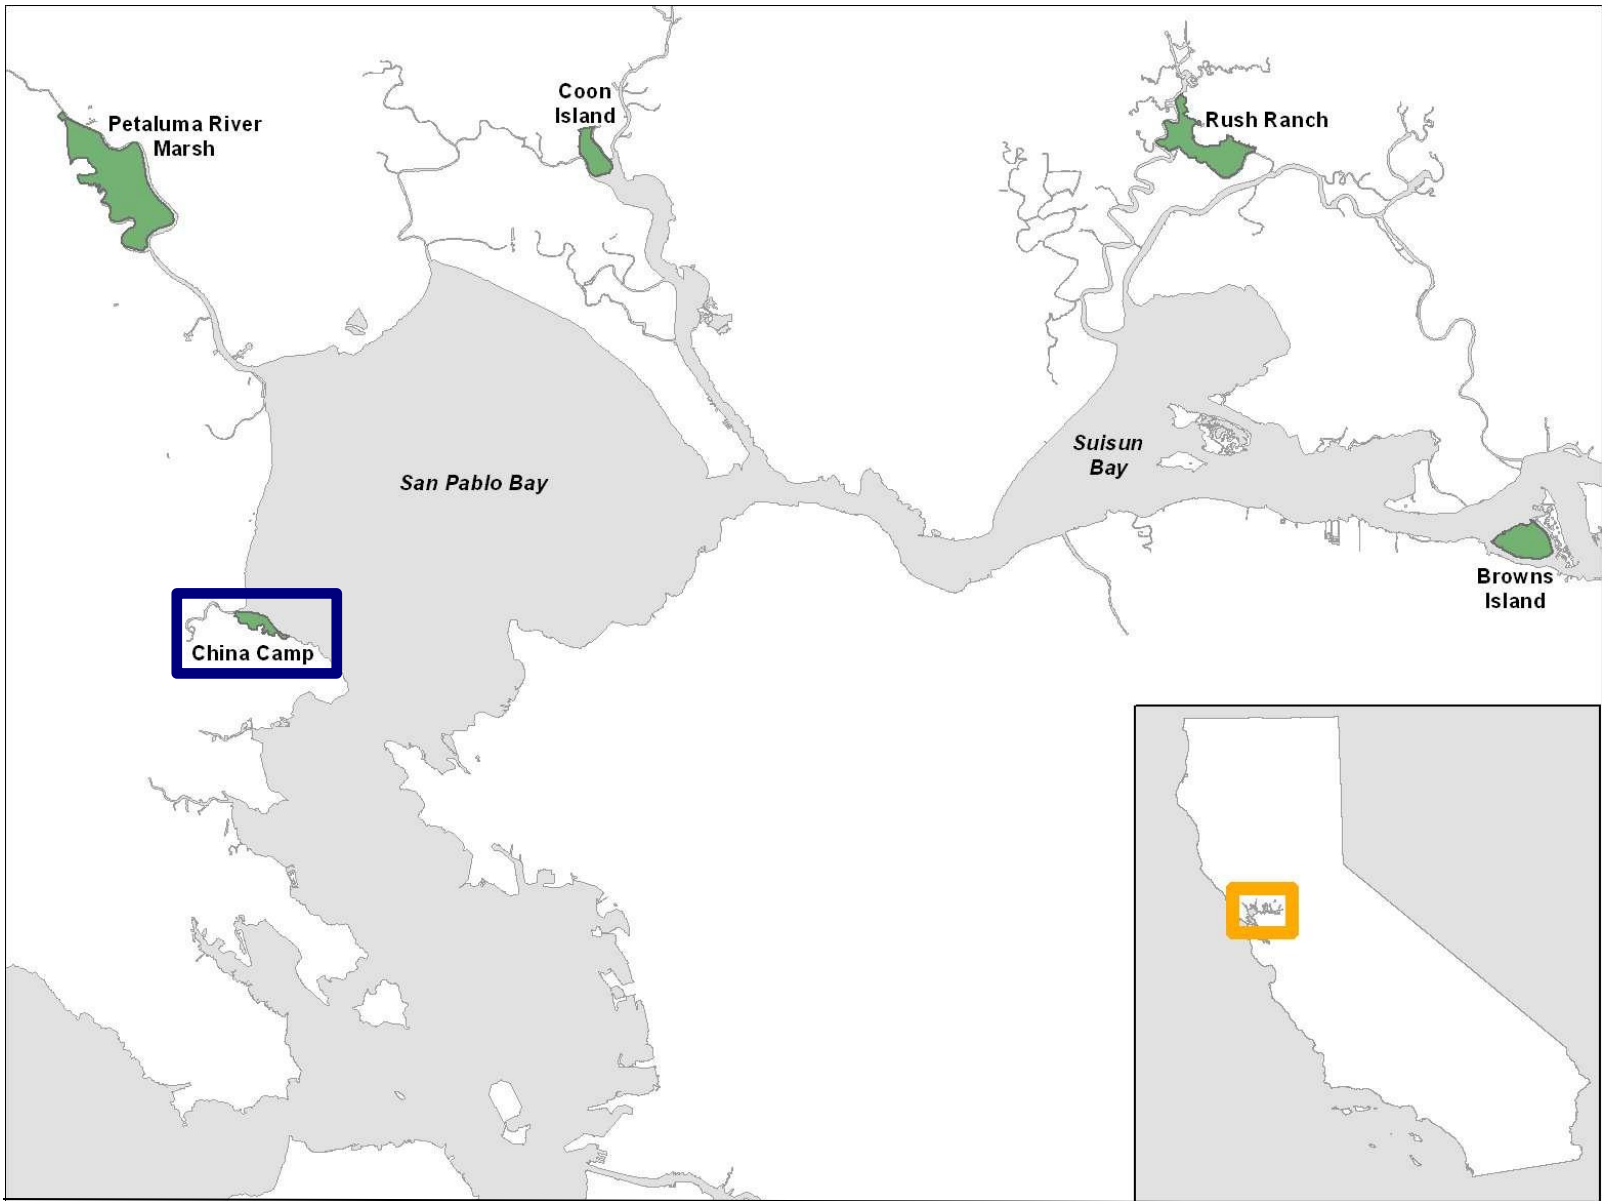 Coon
Island
Petaluma River
Marsh
Rush Ranch
San Pablo Bay
Suisun
Bay
Browns
Island
China Camp